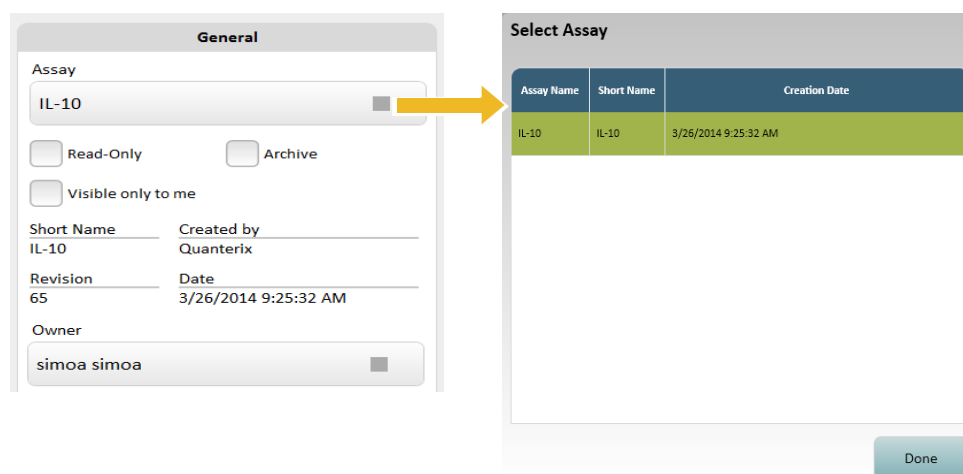 General
Assay
IL-10
Read-Only Archive
Visible only to me
Short Name Created by
IL-10 Quanterix
Revision Date
65 3/26/2014 9:25:32 AM
Owner
simoa simoa
Select Assay
Assay Name Short Name Creation Date
IL-10 IL-10 3/26/2014 9:25:32 AM
Done